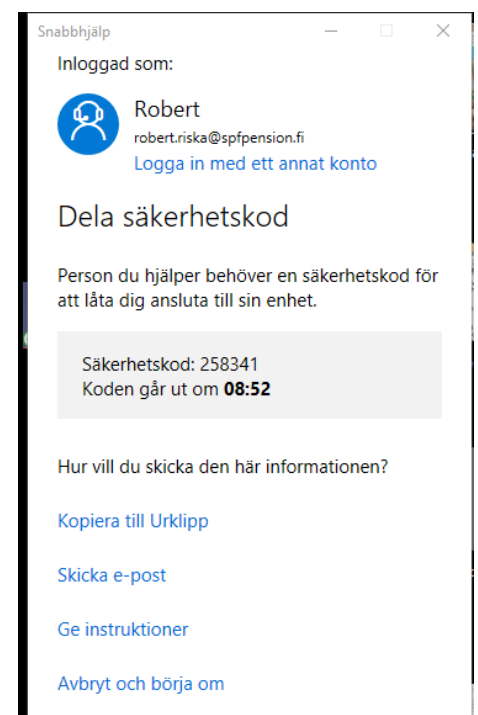 Snabbhjälp
Inloggad som:
Robert
robert.riska@spfpension.fi
Logga in med ett annat konto
Dela säkerhetskod
Person du hjälper behöver en säkerhetskod för
att låta dig ansluta till sin enhet.
Säkerhetskod: 258341
Koden går ut om 08:52
Hur vill du skicka den här informationen?
Kopiera till Urklipp
Skicka e-post
Ge instruktioner
Avbryt och börja om